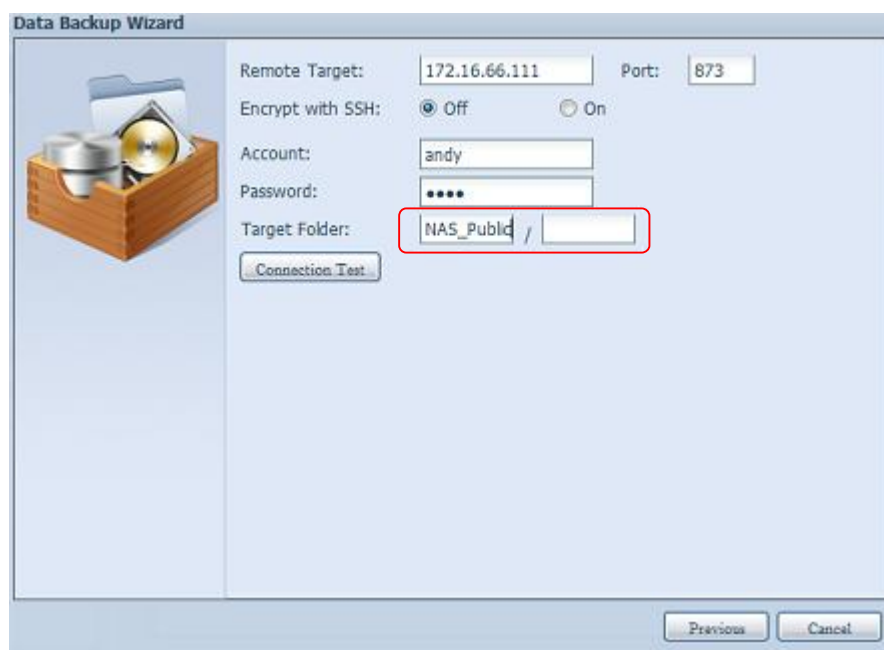 Data Backup Wizard
Remote Target: 172.16.66.111 Port: 873
Encrypt with SSH: Off On
Account: andy
Password: ••••
Target Folder: NAS_Public /
Connection Test
Previous Cancel